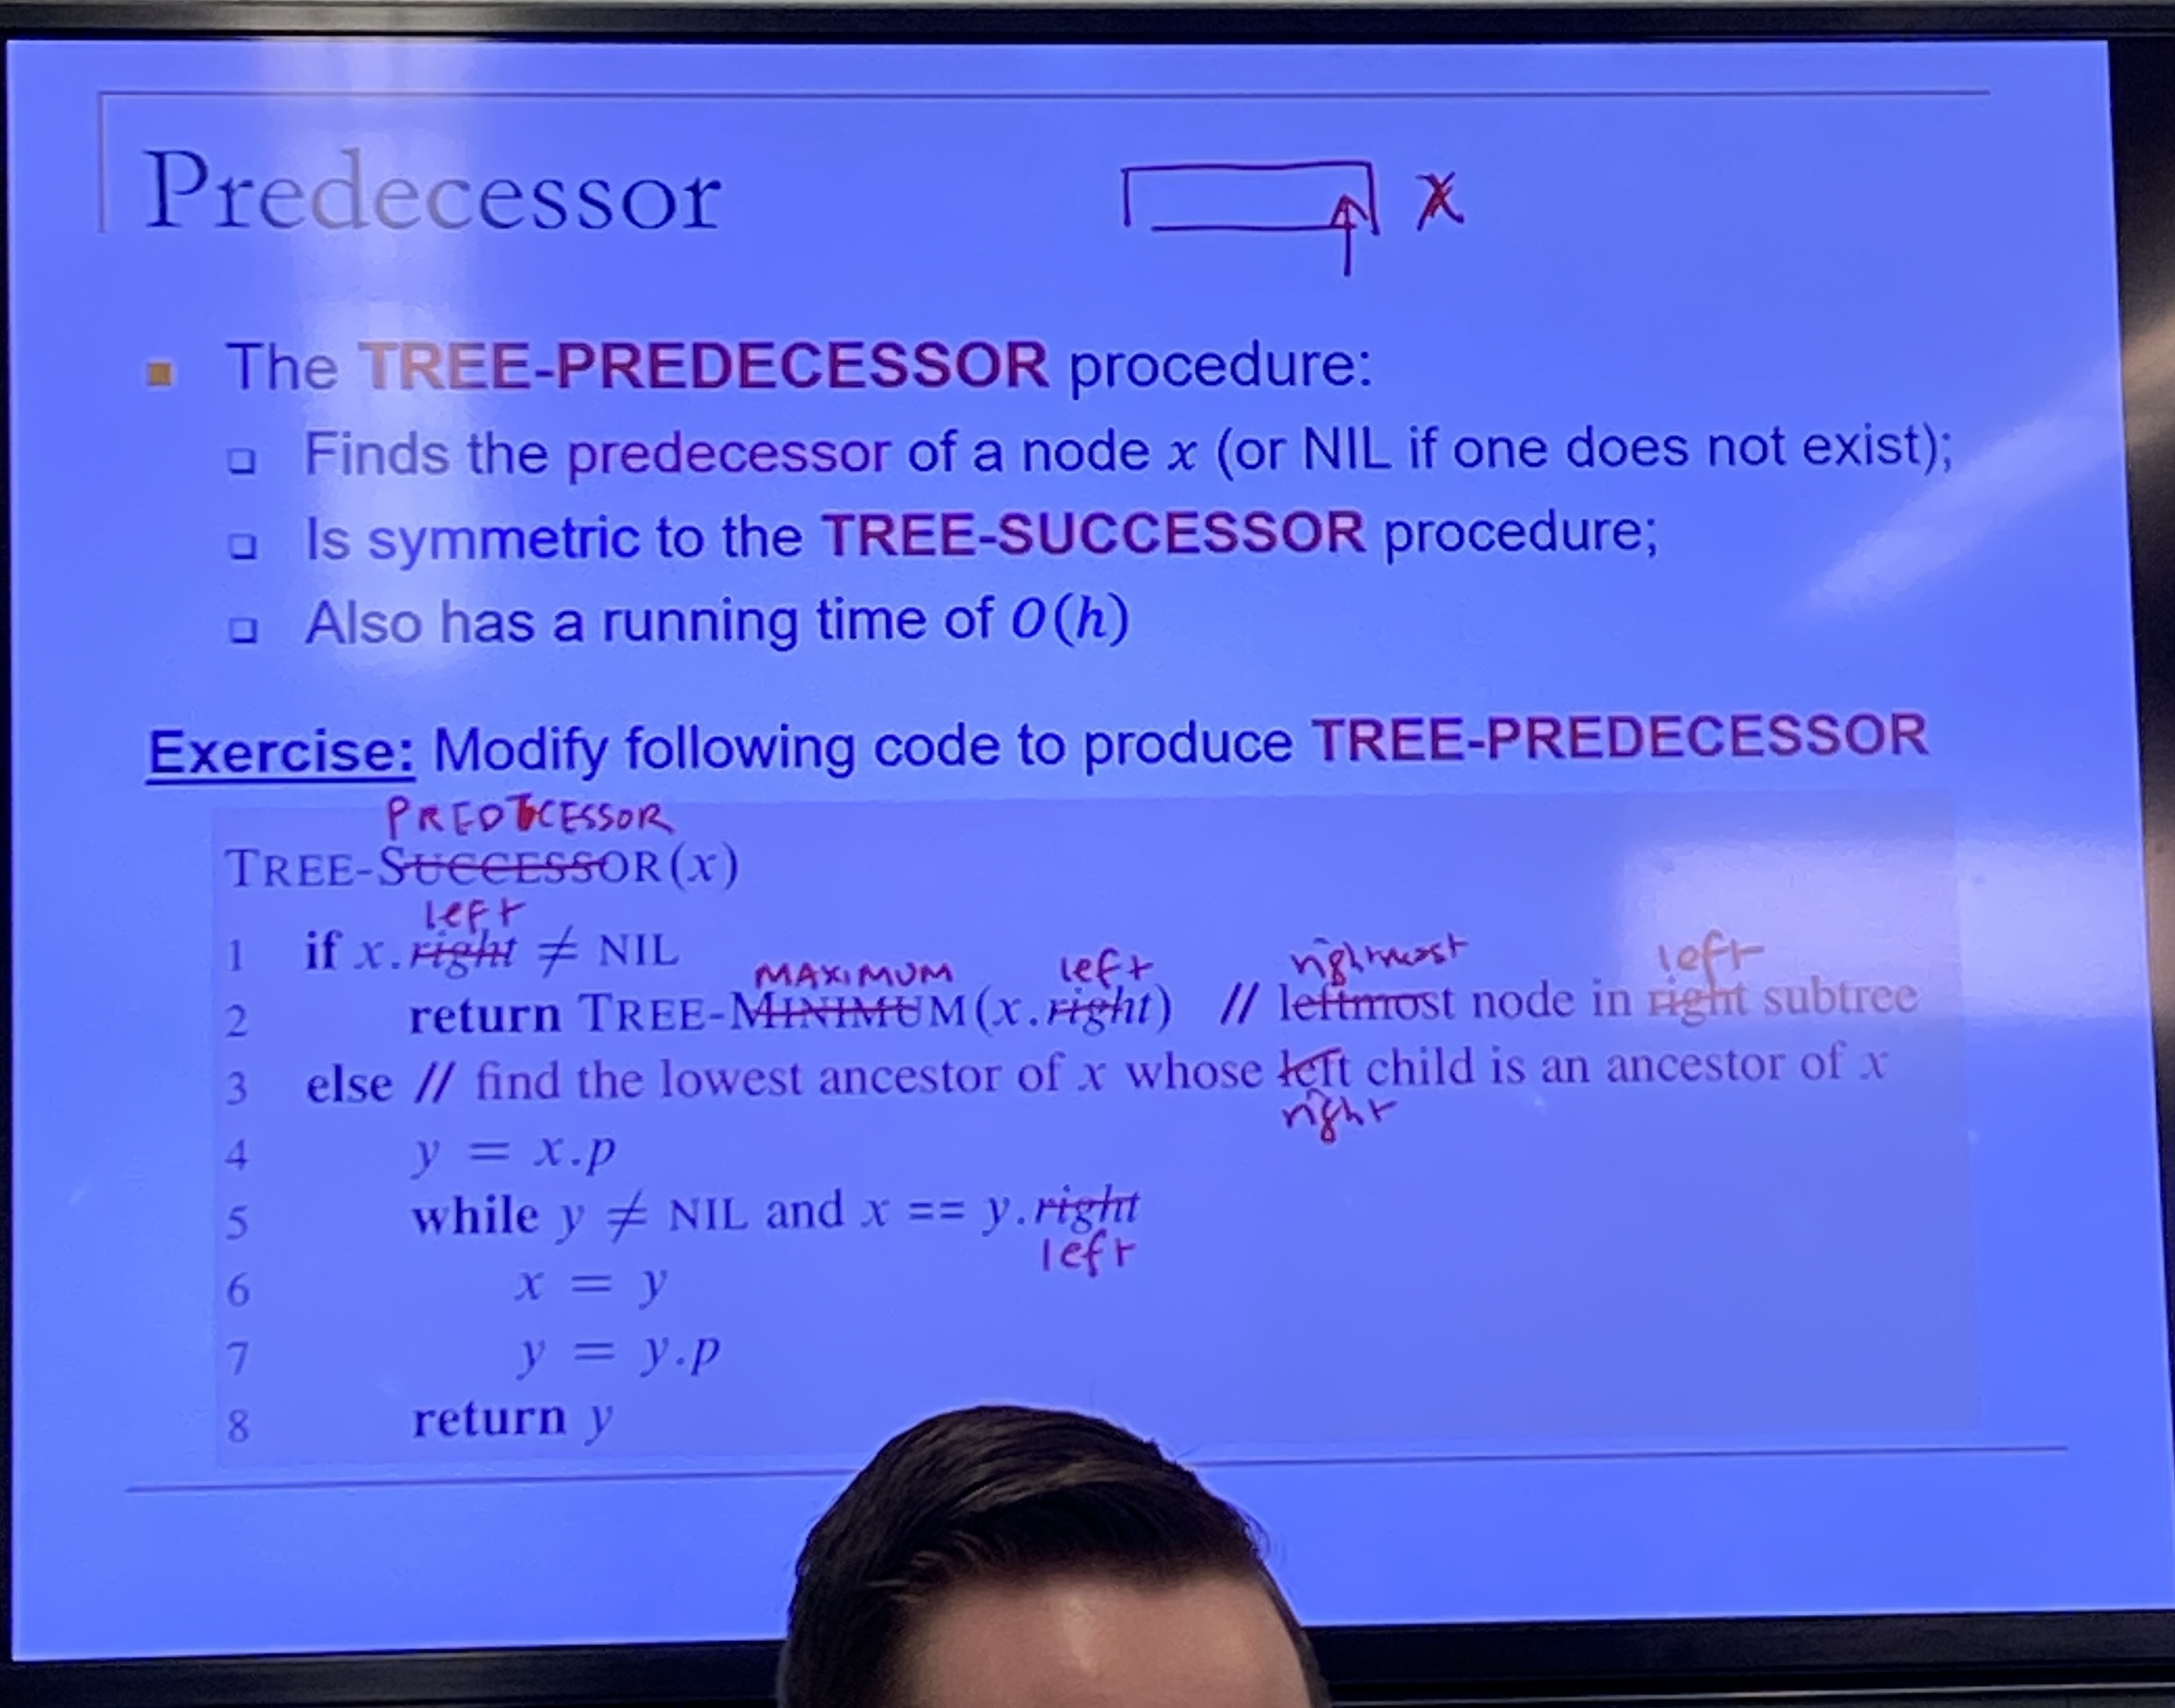 Predecessor
x
■ The TREE-PREDECESSOR procedure:
❑ Finds the predecessor of a node x (or NIL if one does not exist);
❑ Is symmetric to the TREE-SUCCESSOR procedure;
❑ Also has a running time of O(h)
Exercise: Modify following code to produce TREE-PREDECESSOR
PREDECESSOR
TREE-SUCCESSOR(x)
left
1 if x.right ≠ NIL
MAXIMUM left rightmost left
2 return TREE-MINIMUM(x.right) // leftmost node in right subtree
3 else // find the lowest ancestor of x whose left child is an ancestor of x
right
4 y = x.p
5 while y ≠ NIL and x == y.right
left
6 x = y
7 y = y.p
8 return y